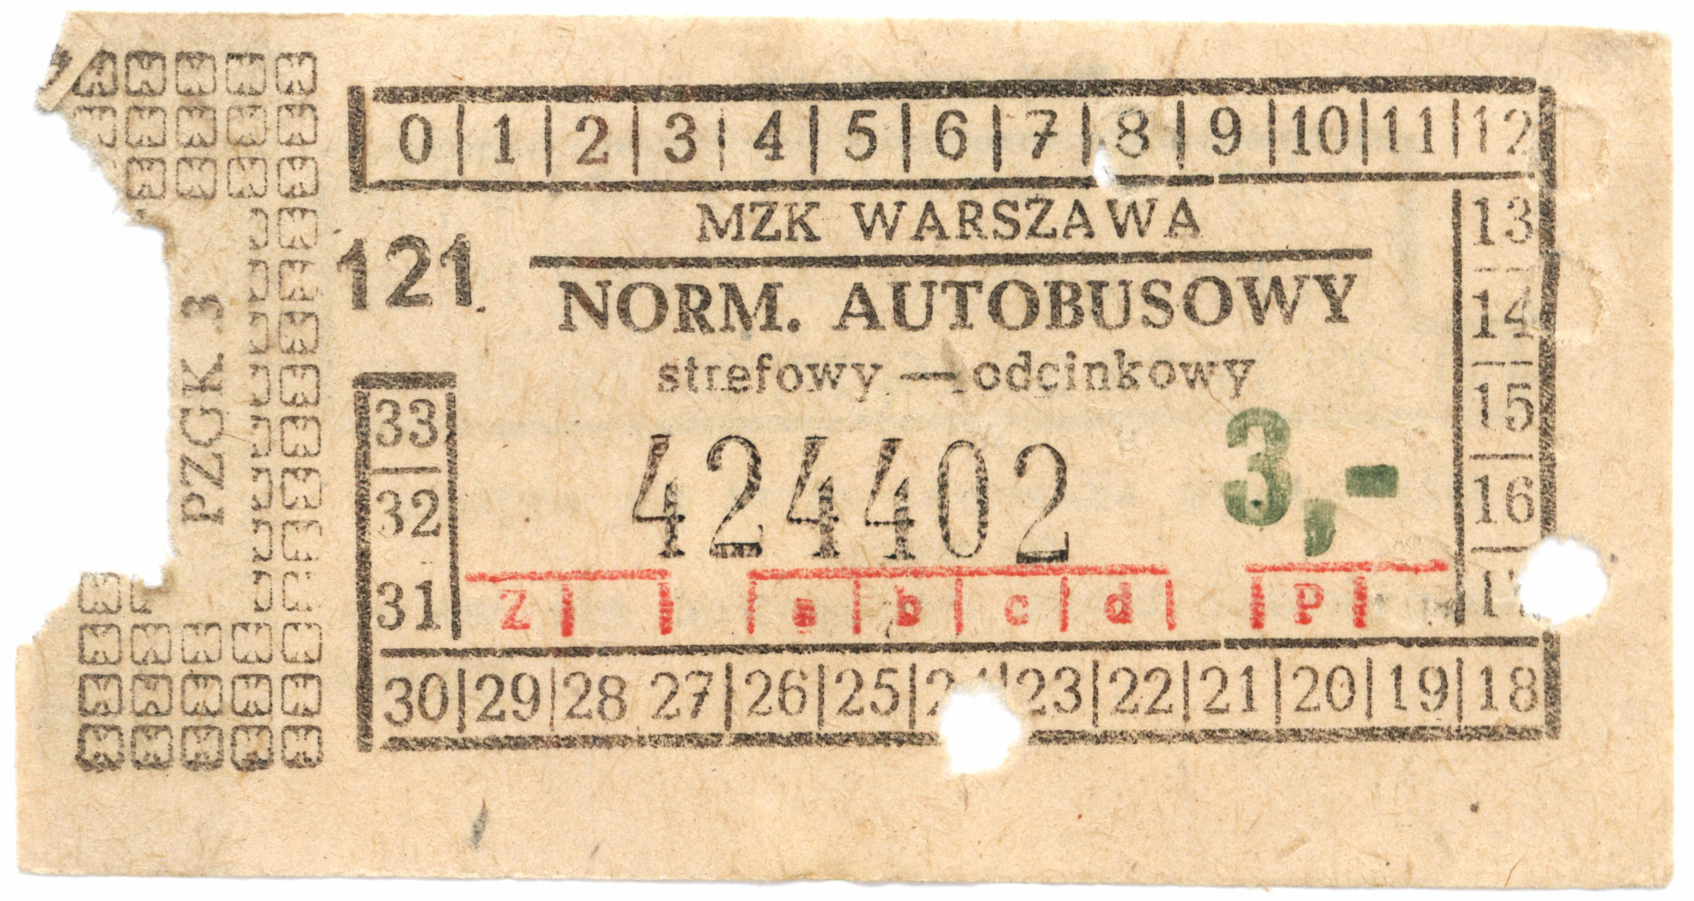 0 1 2 3 4 5 6 7 8 9 10 11 12
MZK WARSZAWA
121
NORM. AUTOBUSOWY
strefowy — odcinkowy
424402
3,-
Z a b c d P
13
14
15
16
18
33
32
31
30 29 28 27 26 25 23 22 21 20 19 18
PZGK 3